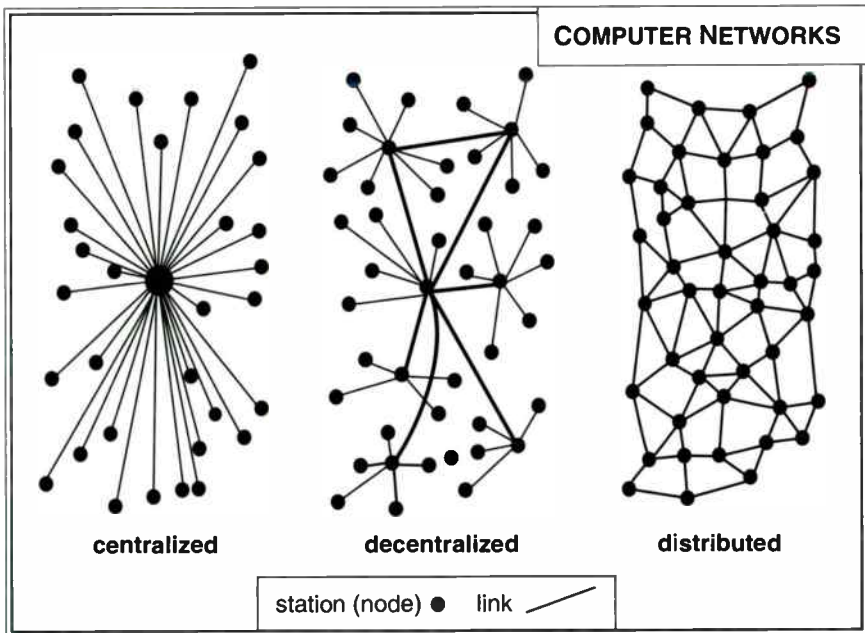 COMPUTER NETWORKS
centralized decentralized distributed
station (node) link